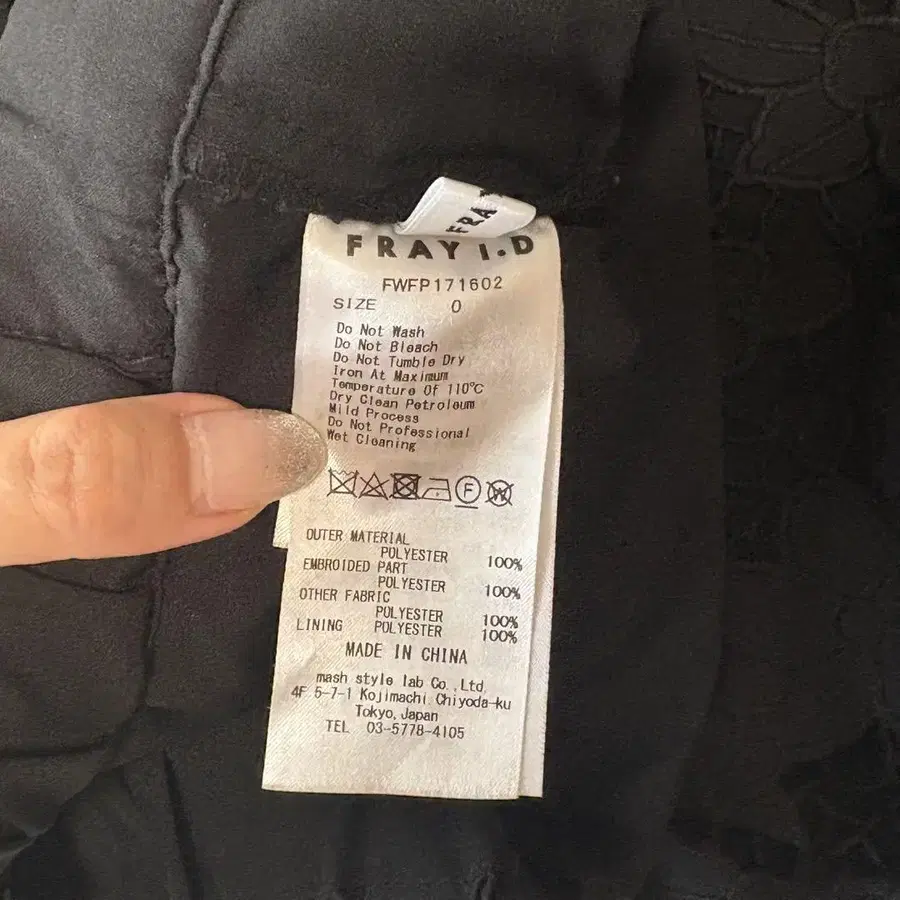 FRA
FRAY I.D
FWFP171602
SIZE 0
Do Not Wash
Do Not Bleach
Do Not Tumble Dry
Iron At Maximum
Temperature Of 110℃
Dry Clean Petroleum
Mild Process
Do Not Professional
Wet Cleaning
F W
OUTER MATERIAL
POLYESTER 100%
EMBROIDED PART
POLYESTER 100%
OTHER FABRIC
POLYESTER 100%
LINING POLYESTER 100%
MADE IN CHINA
mash style lab Co.,Ltd.
4F 5-7-1 Kojimachi Chiyoda-ku
Tokyo,Japan
TEL 03-5778-4105